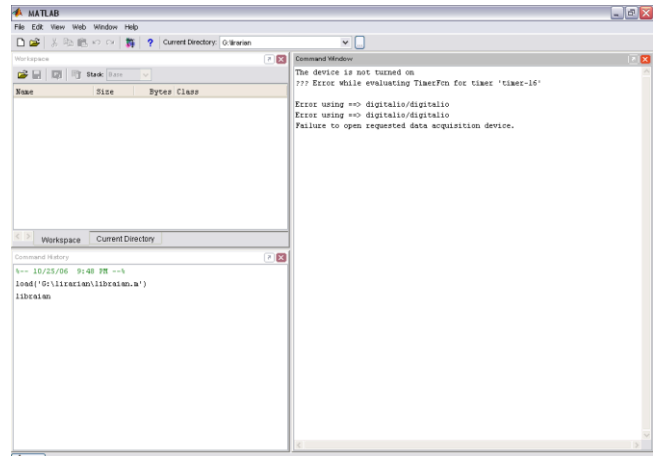 MATLAB
File Edit View Web Window Help
? Current Directory: G:\lirarian
Workspace
Stack: Base
Name Size Bytes Class
Workspace Current Directory
Command History
%-- 10/25/06 9:48 PM --%
load('G:\lirarian\libraian.m')
libraian
Command Window
The device is not turned on
??? Error while evaluating TimerFcn for timer 'timer-16'
Error using ==> digitalio/digitalio
Error using ==> digitalio/digitalio
Failure to open requested data acquisition device.